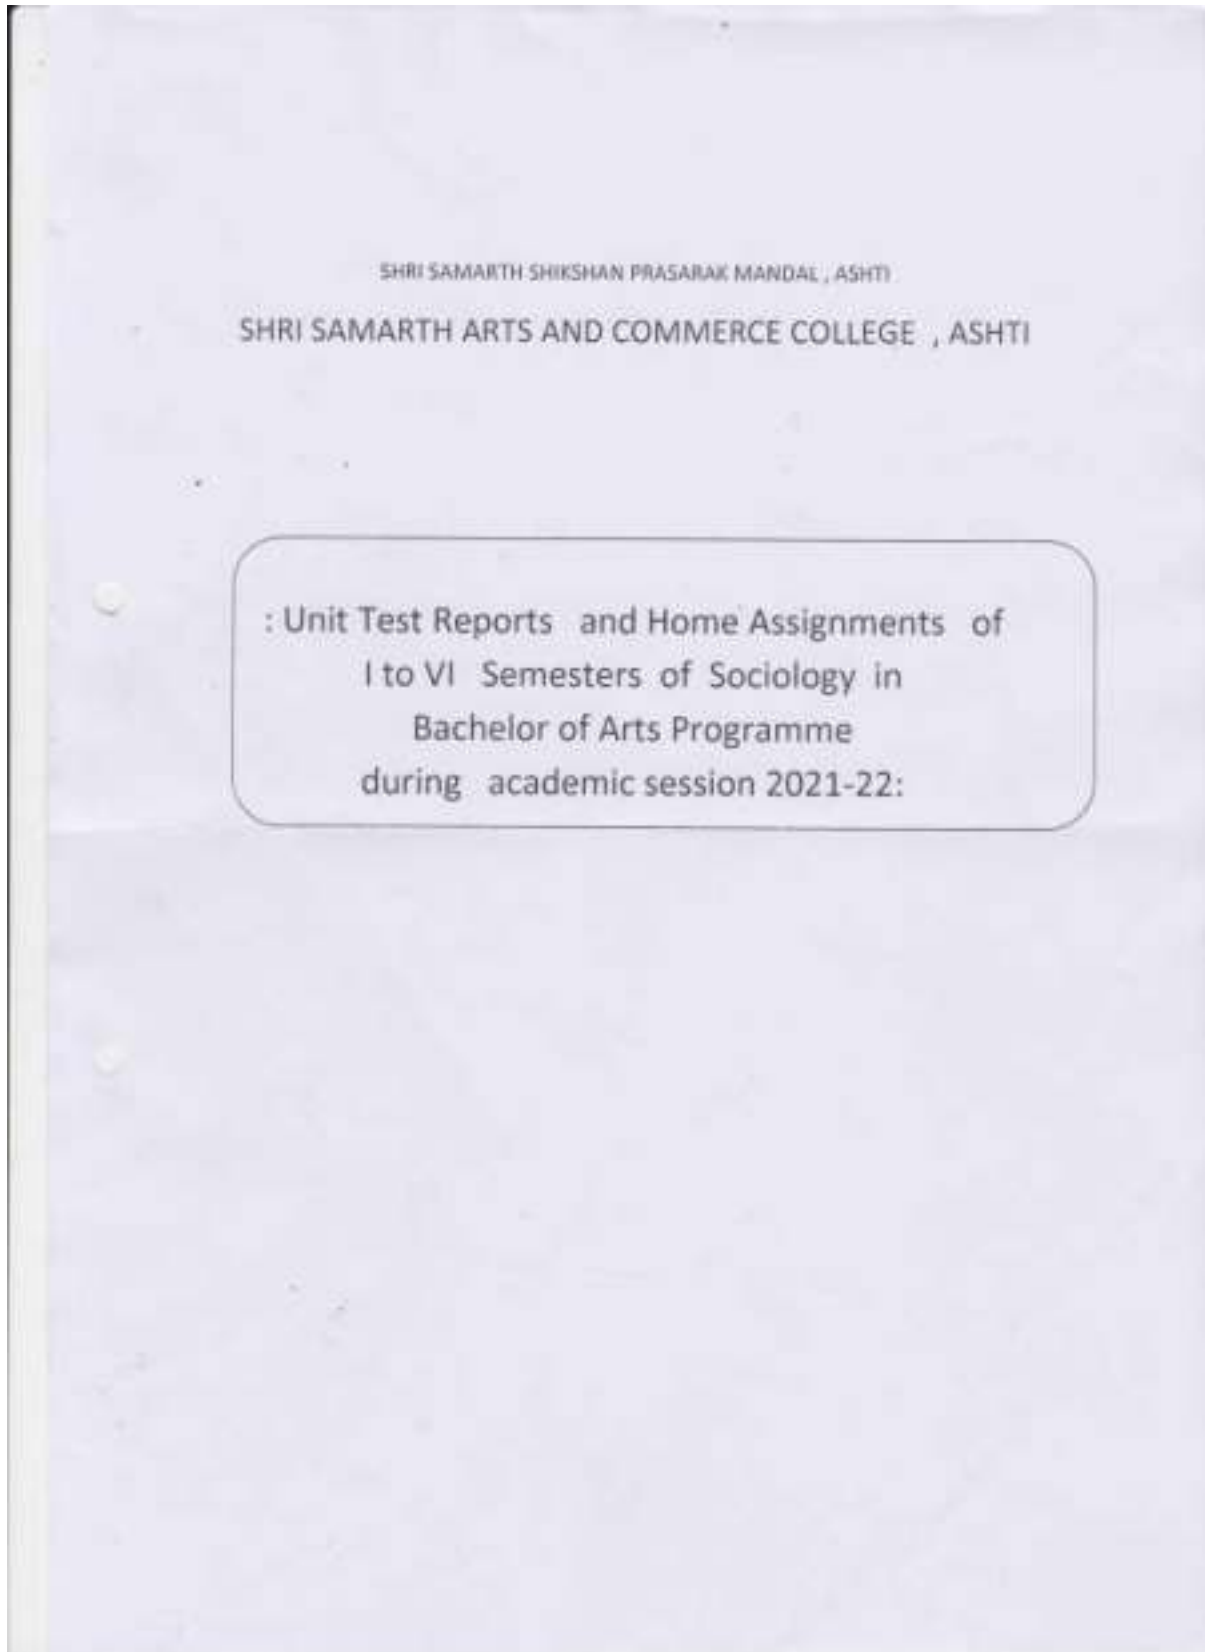 SHRI SAMARTH SHIKSHAN PRASARAK MANDAL , ASHTI
SHRI SAMARTH ARTS AND COMMERCE COLLEGE , ASHTI
: Unit Test Reports and Home Assignments of
I to VI Semesters of Sociology in
Bachelor of Arts Programme
during academic session 2021-22: